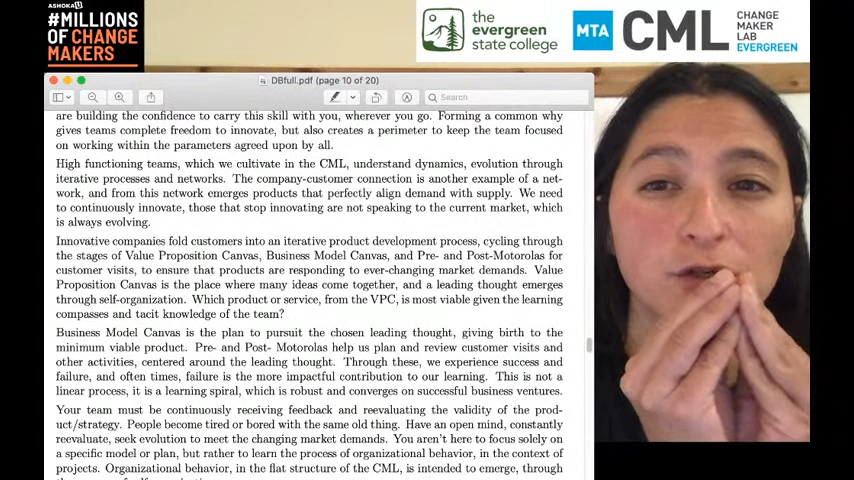 ASHOKA U
#MILLIONS
OF CHANGE
MAKERS
the
evergreen
state college
MTA
CML
CHANGE
MAKER
LAB
EVERGREEN
DBfull.pdf (page 10 of 20)
Search
are building the confidence to carry this skill with you, wherever you go. Forming a common why
gives teams complete freedom to innovate, but also creates a perimeter to keep the team focused
on working within the parameters agreed upon by all.
High functioning teams, which we cultivate in the CML, understand dynamics, evolution through
iterative processes and networks. The company-customer connection is another example of a net-
work, and from this network emerges products that perfectly align demand with supply. We need
to continuously innovate, those that stop innovating are not speaking to the current market, which
is always evolving.
Innovative companies fold customers into an iterative product development process, cycling through
the stages of Value Proposition Canvas, Business Model Canvas, and Pre- and Post-Motorolas for
customer visits, to ensure that products are responding to ever-changing market demands. Value
Proposition Canvas is the place where many ideas come together, and a leading thought emerges
through self-organization. Which product or service, from the VPC, is most viable given the learning
compasses and tacit knowledge of the team?
Business Model Canvas is the plan to pursuit the chosen leading thought, giving birth to the
minimum viable product. Pre- and Post- Motorolas help us plan and review customer visits and
other activities, centered around the leading thought. Through these, we experience success and
failure, and often times, failure is the more impactful contribution to our learning. This is not a
linear process, it is a learning spiral, which is robust and converges on successful business ventures.
Your team must be continuously receiving feedback and reevaluating the validity of the prod-
uct/strategy. People become tired or bored with the same old thing. Have an open mind, constantly
reevaluate, seek evolution to meet the changing market demands. You aren't here to focus solely on
a specific model or plan, but rather to learn the process of organizational behavior, in the context of
projects. Organizational behavior, in the flat structure of the CML, is intended to emerge, through